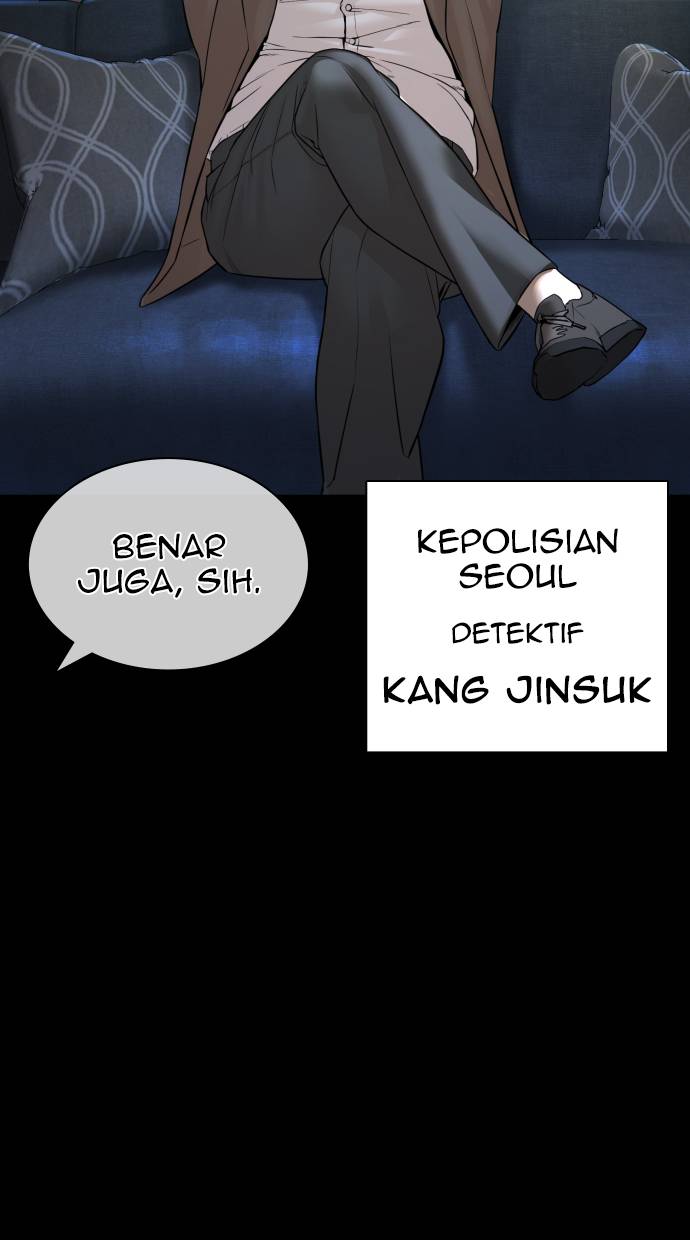 BENAR
JUGA, SIH.
KEPOLISIAN
SEOUL
DETEKTIF
KANG JINSUK